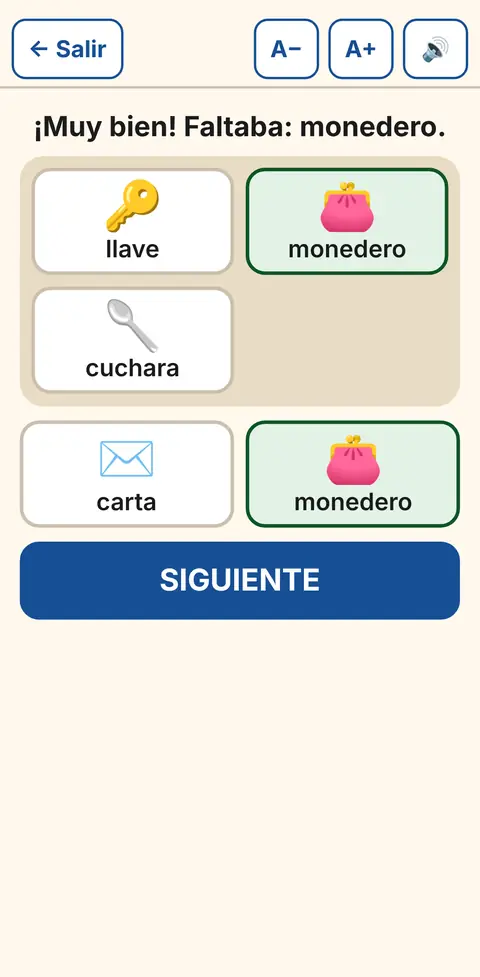 ← Salir
A−
A+
¡Muy bien! Faltaba: monedero.
llave
monedero
cuchara
carta
monedero
SIGUIENTE